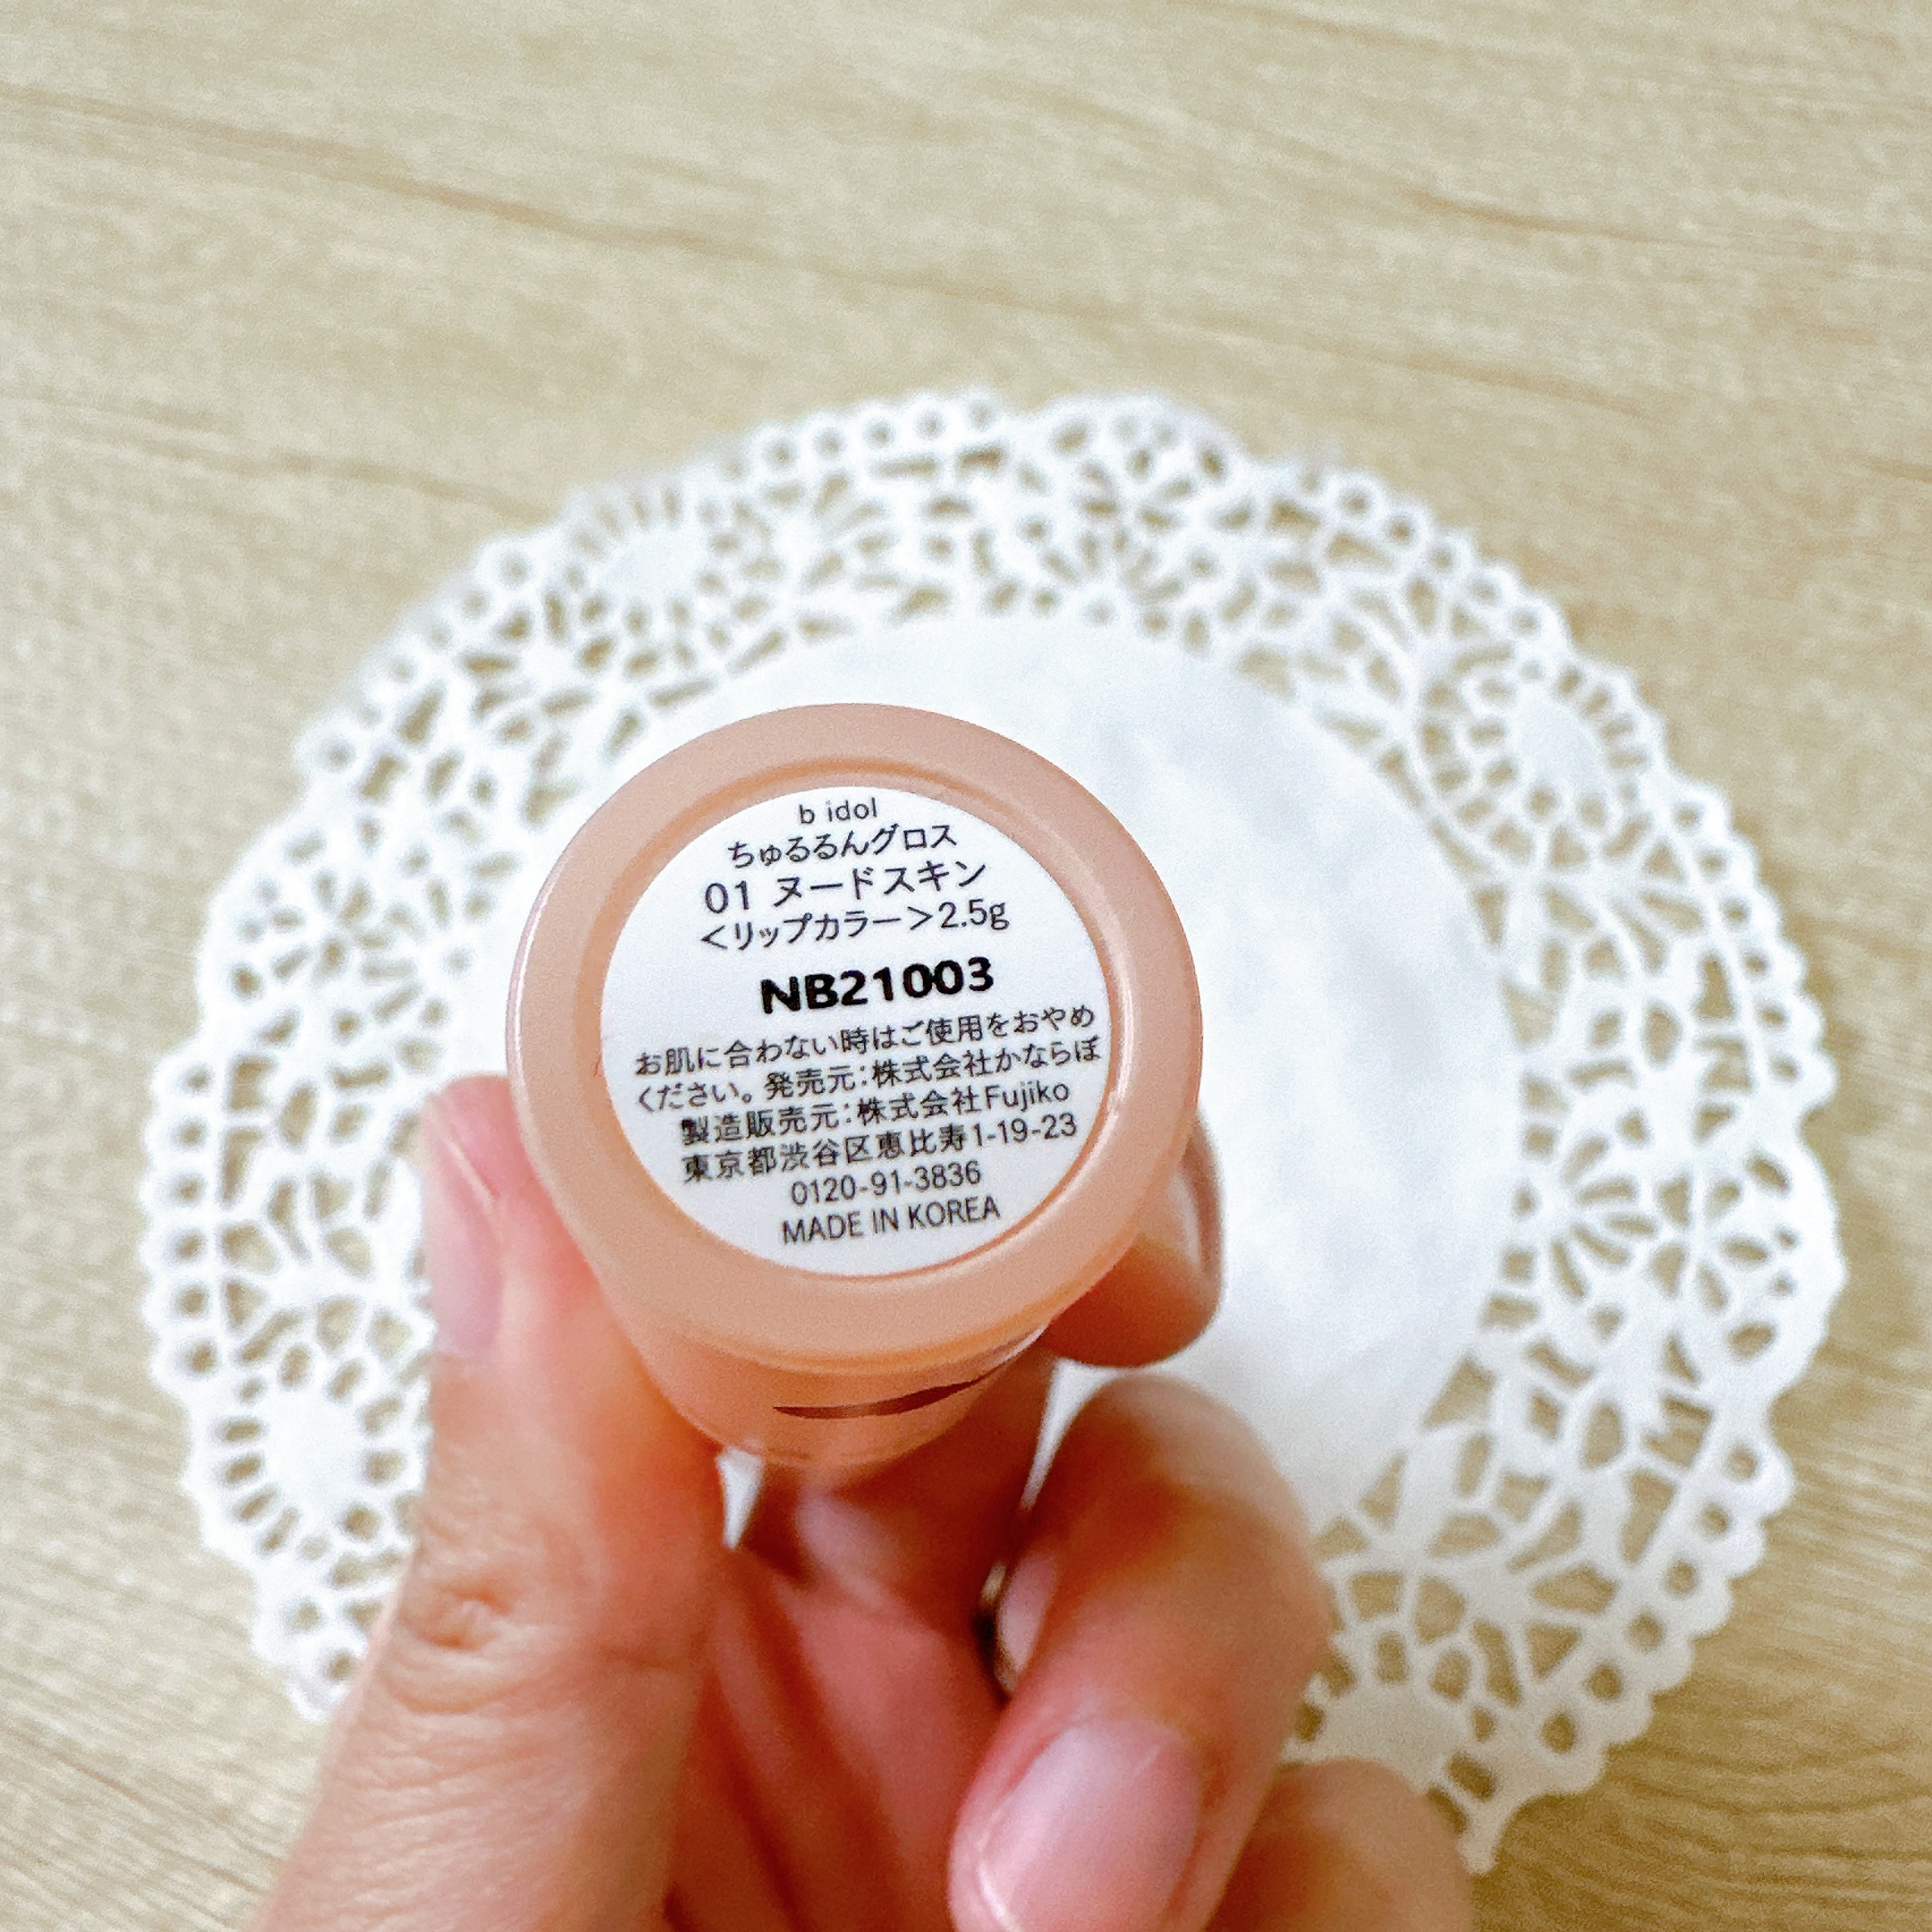 b idol
ちゅるるんグロス
01 ヌードスキン
＜リップカラー＞2.5g
NB21003
お肌に合わない時はご使用をおやめ
ください。発売元：株式会社かならぼ
製造販売元：株式会社Fujiko
東京都渋谷区恵比寿1-19-23
0120-91-3836
MADE IN KOREA